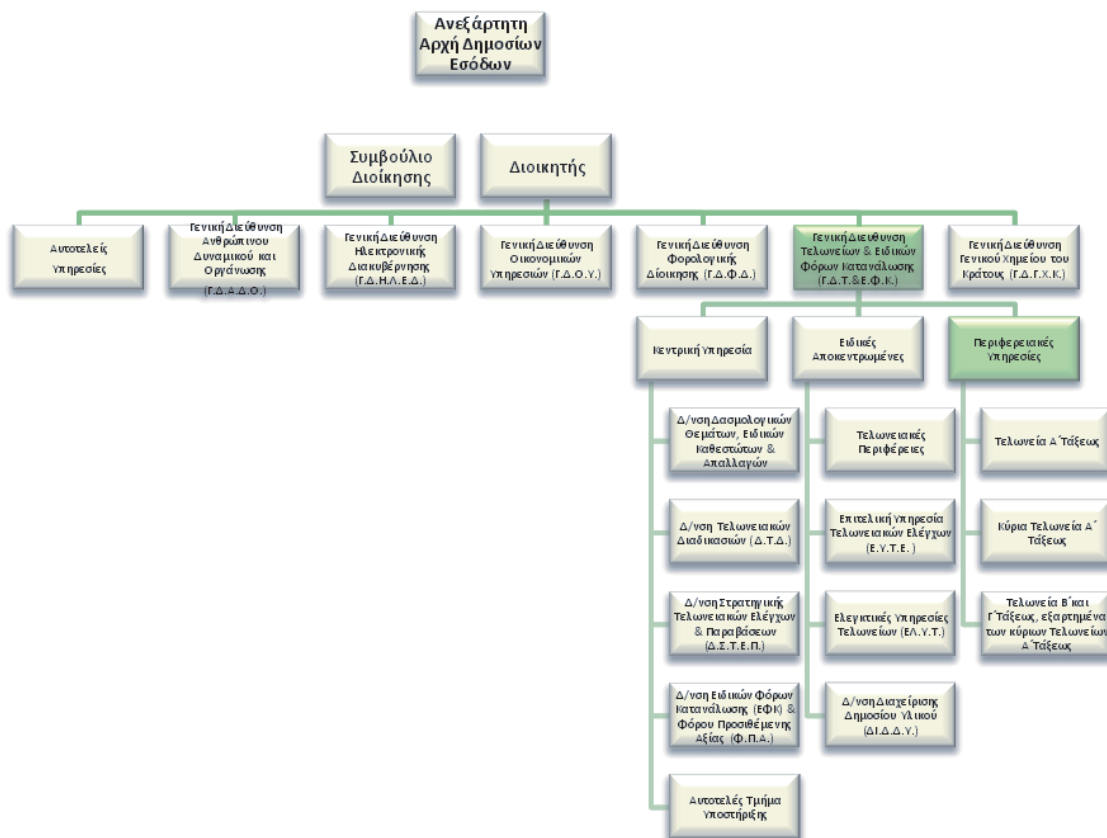 Ανεξάρτητη
Αρχή Δημοσίων
Εσόδων
Συμβούλιο
Διοίκησης
Διοικητής
Αυτοτελείς
Υπηρεσίες
Γενική Διεύθυνση
Ανθρώπινου
Δυναμικού και
Οργάνωσης
(Γ.Δ.Α.Δ.Ο.)
Γενική Διεύθυνση
Ηλεκτρονικής
Διακυβέρνησης
(Γ.Δ.Η.Λ.Ε.Δ.)
Γενική Διεύθυνση
Οικονομικών
Υπηρεσιών (Γ.Δ.Ο.Υ.)
Γενική Διεύθυνση
Φορολογικής
Δίοικησης (Γ.Δ.Φ.Δ.)
Γενική Διευθυνση
Τελωνείων & Ειδικών
Φόρων Κατανάλωσης
(Γ.Δ.Τ.&Ε.Φ.Κ.)
Γενική Διεύθυνση
Γενικού Χημείου του
Κράτους (Γ.Δ.Γ.Χ.Κ.)
Κεντρική Υπηρεσία
Ειδικές
Αποκεντρωμένες
Περιφερειακές
Υπηρεσίες
Δ/νση Δασμολογικών
Θεμάτων, Ειδικών
Καθεστώτων &
Απαλλαγών
Δ/νση Τελωνειακών
Διαδικασιών (Δ.Τ.Δ.)
Δ/νση Στρατηγικής
Τελωνειακών Ελέγχων
& Παραβάσεων
(Δ.Σ.Τ.Ε.Π.)
Δ/νση Ειδικών Φόρων
Κατανάλωσης (ΕΦΚ) &
Φόρου Προσιθέμενης
Αξίας (Φ.Π.Α.)
Αυτοτελές Τμήμα
Υποστήριξης
Τελωνειακές
Περιφέρειες
Επιτελική Υπηρεσία
Τελωνειακών Ελέγχων
(Ε.Υ.Τ.Ε.)
Ελεγκτικές Υπηρεσίες
Τελωνείων (ΕΛ.Υ.Τ.)
Δ/νση Διαχείρισης
Δημοσίου Υλικού
(ΔΙ.Δ.Δ.Υ.)
Τελωνεία Α΄Τάξεως
Κύρια Τελωνεία Α΄
Τάξεως
Τελωνεία Β΄και
Γ΄Τάξεως, εξαρτημένα
των κύριων Τελωνείων
Α΄Τάξεως